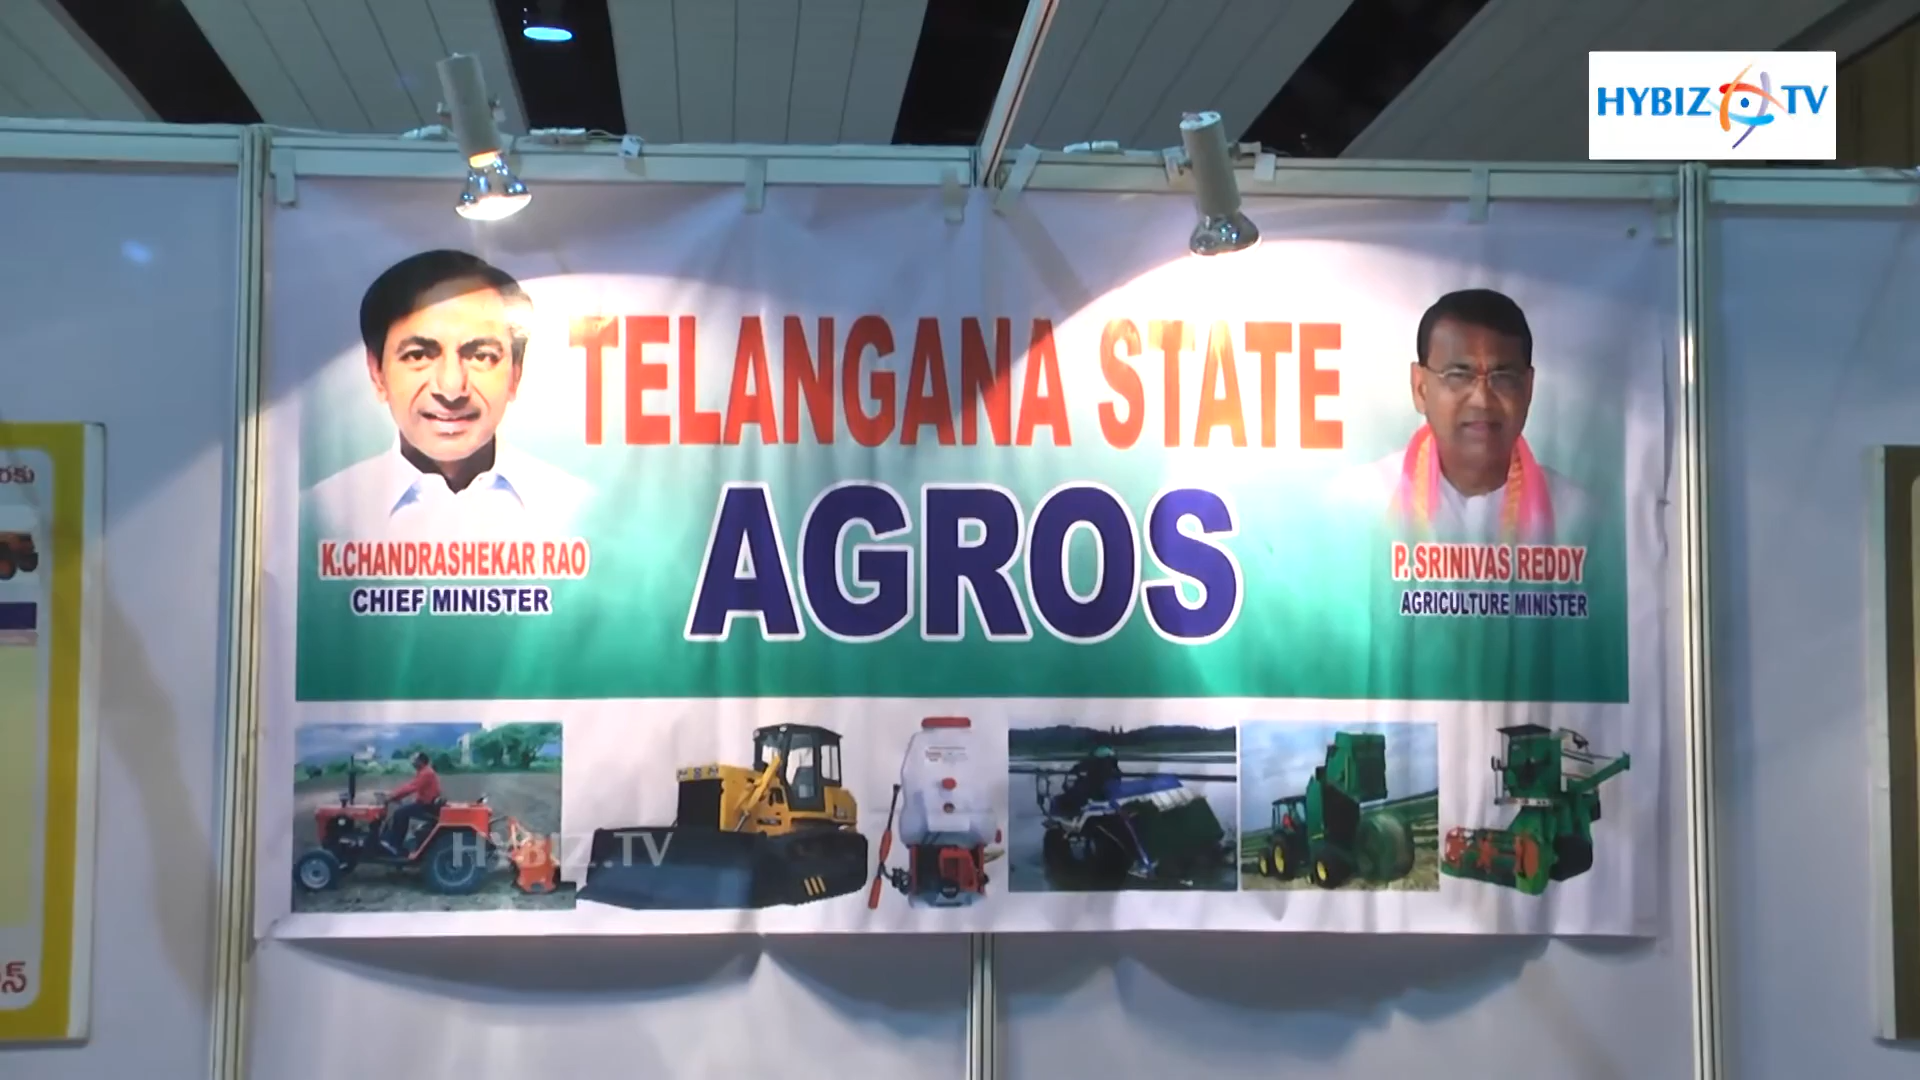 HYBIZ TV
TELANGANA STATE
AGROS
K.CHANDRASHEKAR RAO
CHIEF MINISTER
P. SRINIVAS REDDY
AGRICULTURE MINISTER
HYBIZ.TV